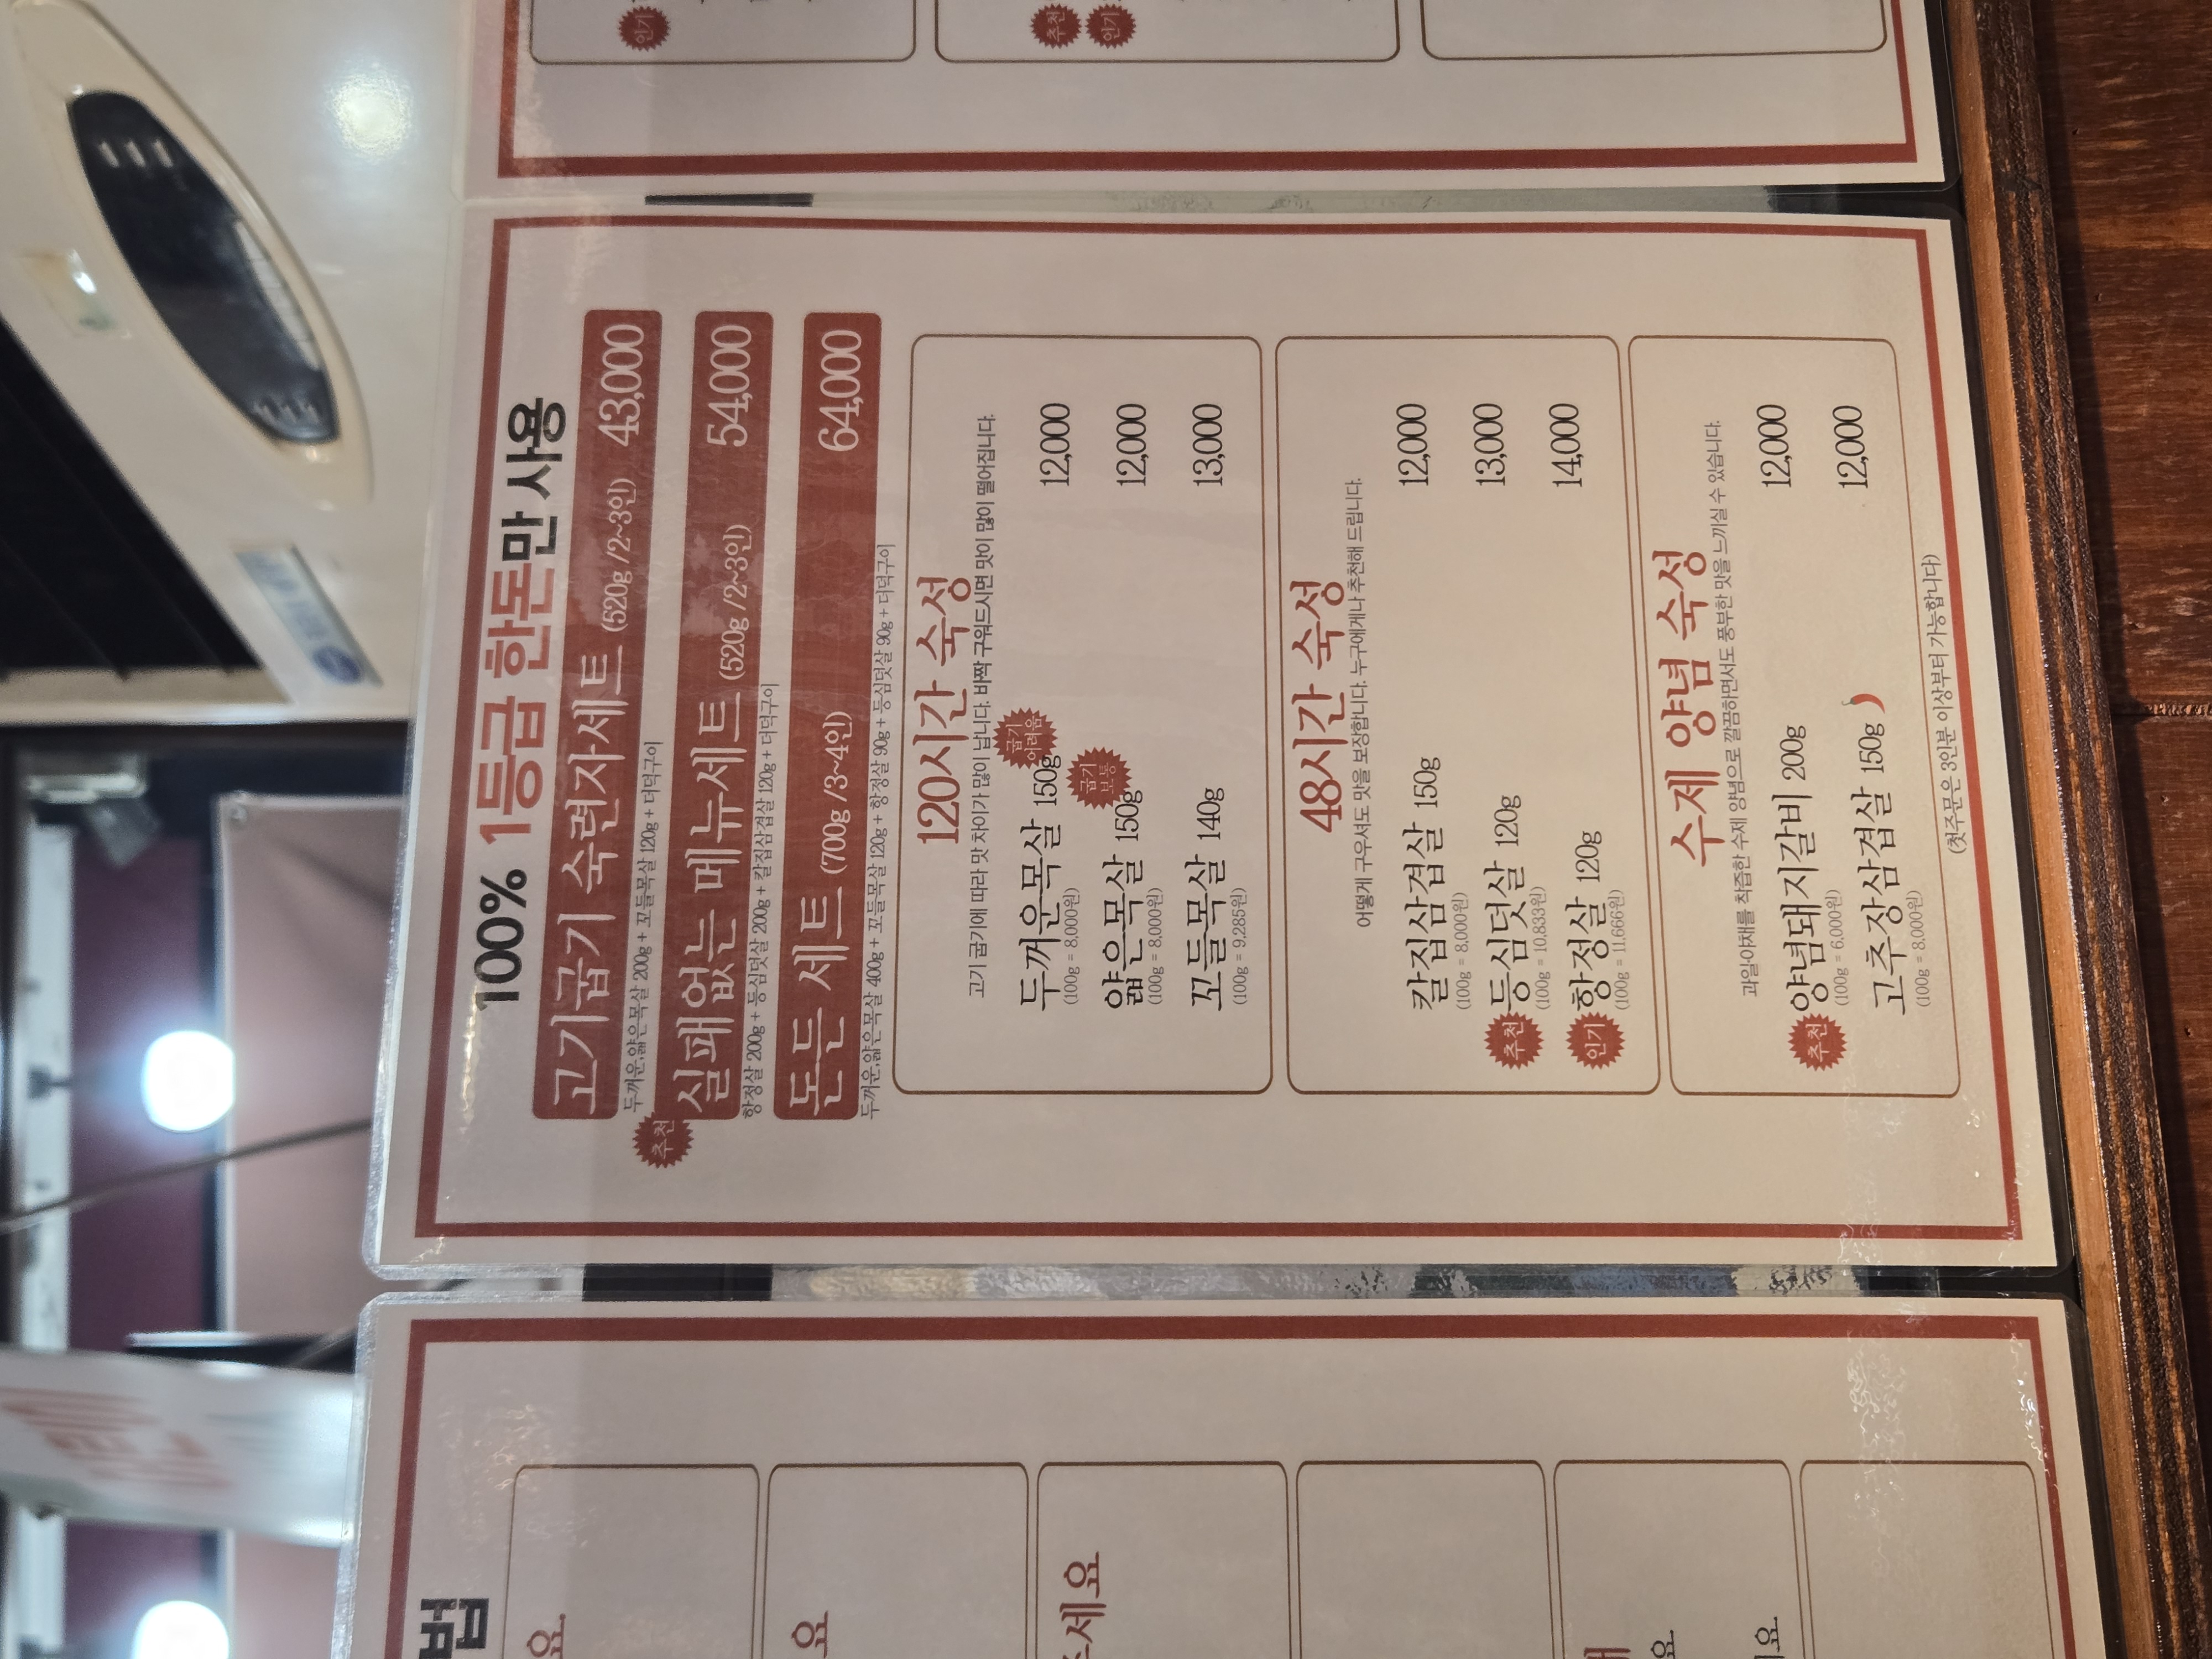 법
요.
요
주세요
요
요
100% 1등급 한돈만 사용
고기굽기 숙련자세트 (520g /2~3인) 43,000
두꺼운,얇은목살 200g + 꼬들목살 120g + 더덕구이
추천
실패없는 메뉴세트 (520g /2~3인) 54,000
항정살 200g + 등심덧살 200g + 칼집삼겹살 120g + 더덕구이
돈든 세트 (700g /3~4인) 64,000
두꺼운,얇은목살 400g + 꼬들목살 120g + 항정살 90g + 등심덧살 90g + 더덕구이
120시간 숙성
고기 굽기에 따라 맛 차이가 많이 납니다. 바짝 구워드시면 맛이 많이 떨어집니다.
굽기
어려움
두꺼운목살 150g 12,000
(100g = 8,000원)
굽기
보통
얇은목살 150g 12,000
(100g = 8,000원)
꼬들목살 140g 13,000
(100g = 9,285원)
48시간 숙성
어떻게 구우셔도 맛을 보장합니다. 누구에게나 추천해 드립니다.
칼집삼겹살 150g 12,000
(100g = 8,000원)
추천 등심덧살 120g 13,000
(100g = 10,833원)
인기 항정살 120g 14,000
(100g = 11,666원)
수제 양념 숙성
과일·야채를 착즙한 수제 양념으로 깔끔하면서도 풍부한 맛을 느끼실 수 있습니다.
추천 양념돼지갈비 200g 12,000
(100g = 6,000원)
고추장삼겹살 150g 12,000
(100g = 8,000원)
(첫주문은 3인분 이상부터 가능합니다)
인기
추천
인기